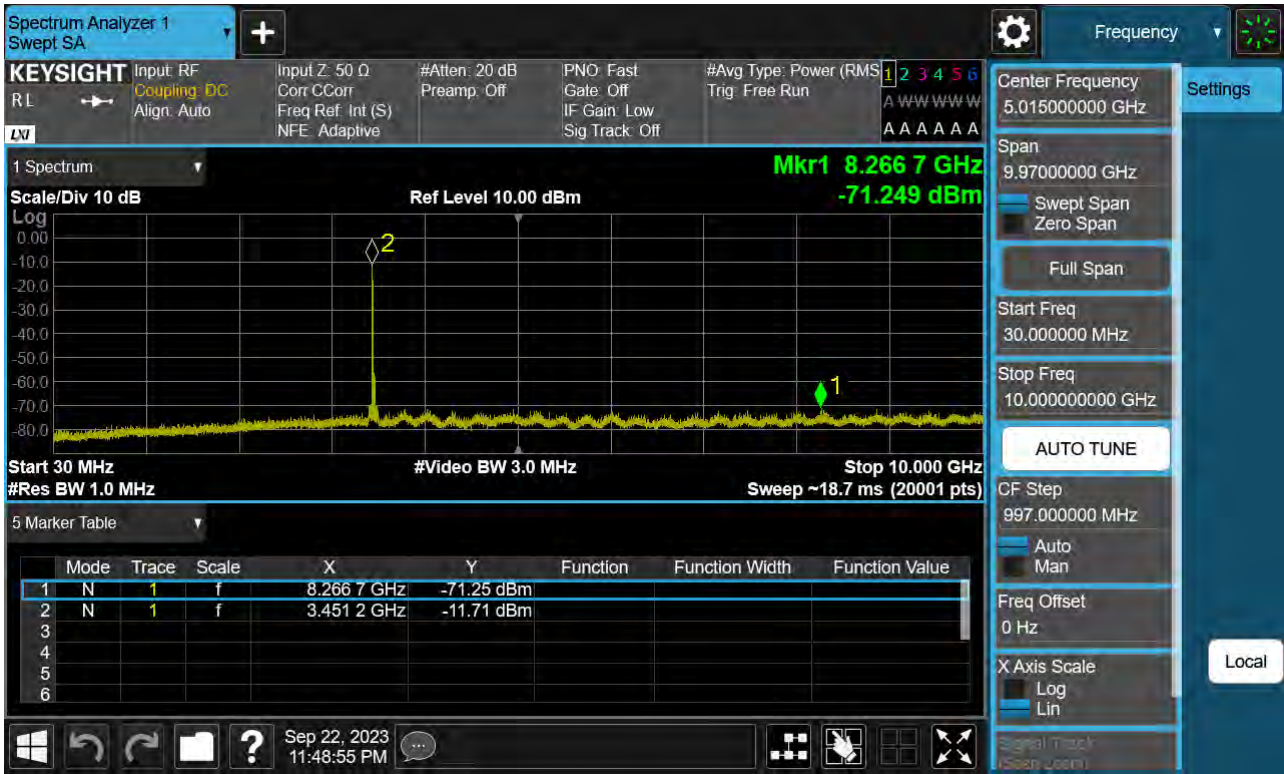 Spectrum Analyzer 1
Swept SA
+
Frequency
KEYSIGHT
RL
LXI
Input: RF
Coupling: DC
Align: Auto
Input Z: 50 Ω
Corr CCorr
Freq Ref: Int (S)
NFE: Adaptive
#Atten: 20 dB
Preamp: Off
PNO: Fast
Gate: Off
IF Gain: Low
Sig Track: Off
#Avg Type: Power (RMS
Trig: Free Run
1 2 3 4 5 6
A W W W W W
A A A A A A
1 Spectrum
Mkr1 8.266 7 GHz
-71.249 dBm
Scale/Div 10 dB
Ref Level 10.00 dBm
Log
0.00
-10.0
-20.0
-30.0
-40.0
-50.0
-60.0
-70.0
-80.0
2
1
Start 30 MHz
#Video BW 3.0 MHz
Stop 10.000 GHz
#Res BW 1.0 MHz
Sweep ~18.7 ms (20001 pts)
5 Marker Table
Mode Trace Scale X Y Function Function Width Function Value
1 N 1 f 8.266 7 GHz -71.25 dBm
2 N 1 f 3.451 2 GHz -11.71 dBm
3
4
5
6
Sep 22, 2023
11:48:55 PM
?
Center Frequency
5.015000000 GHz
Settings
Span
9.97000000 GHz
Swept Span
Zero Span
Full Span
Start Freq
30.000000 MHz
Stop Freq
10.000000000 GHz
AUTO TUNE
CF Step
997.000000 MHz
Auto
Man
Freq Offset
0 Hz
X Axis Scale
Log
Lin
Local
Signal Track
(Span Zoom)